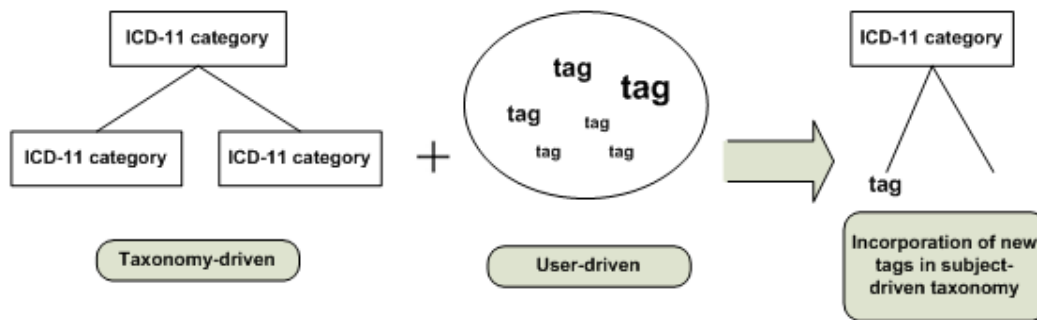 ICD-11 category
ICD-11 category
ICD-11 category
ICD-11 category
tag
tag
tag
tag
tag
tag
+
tag
Taxonomy-driven
User-driven
Incorporation of new
tags in subject-
driven taxonomy